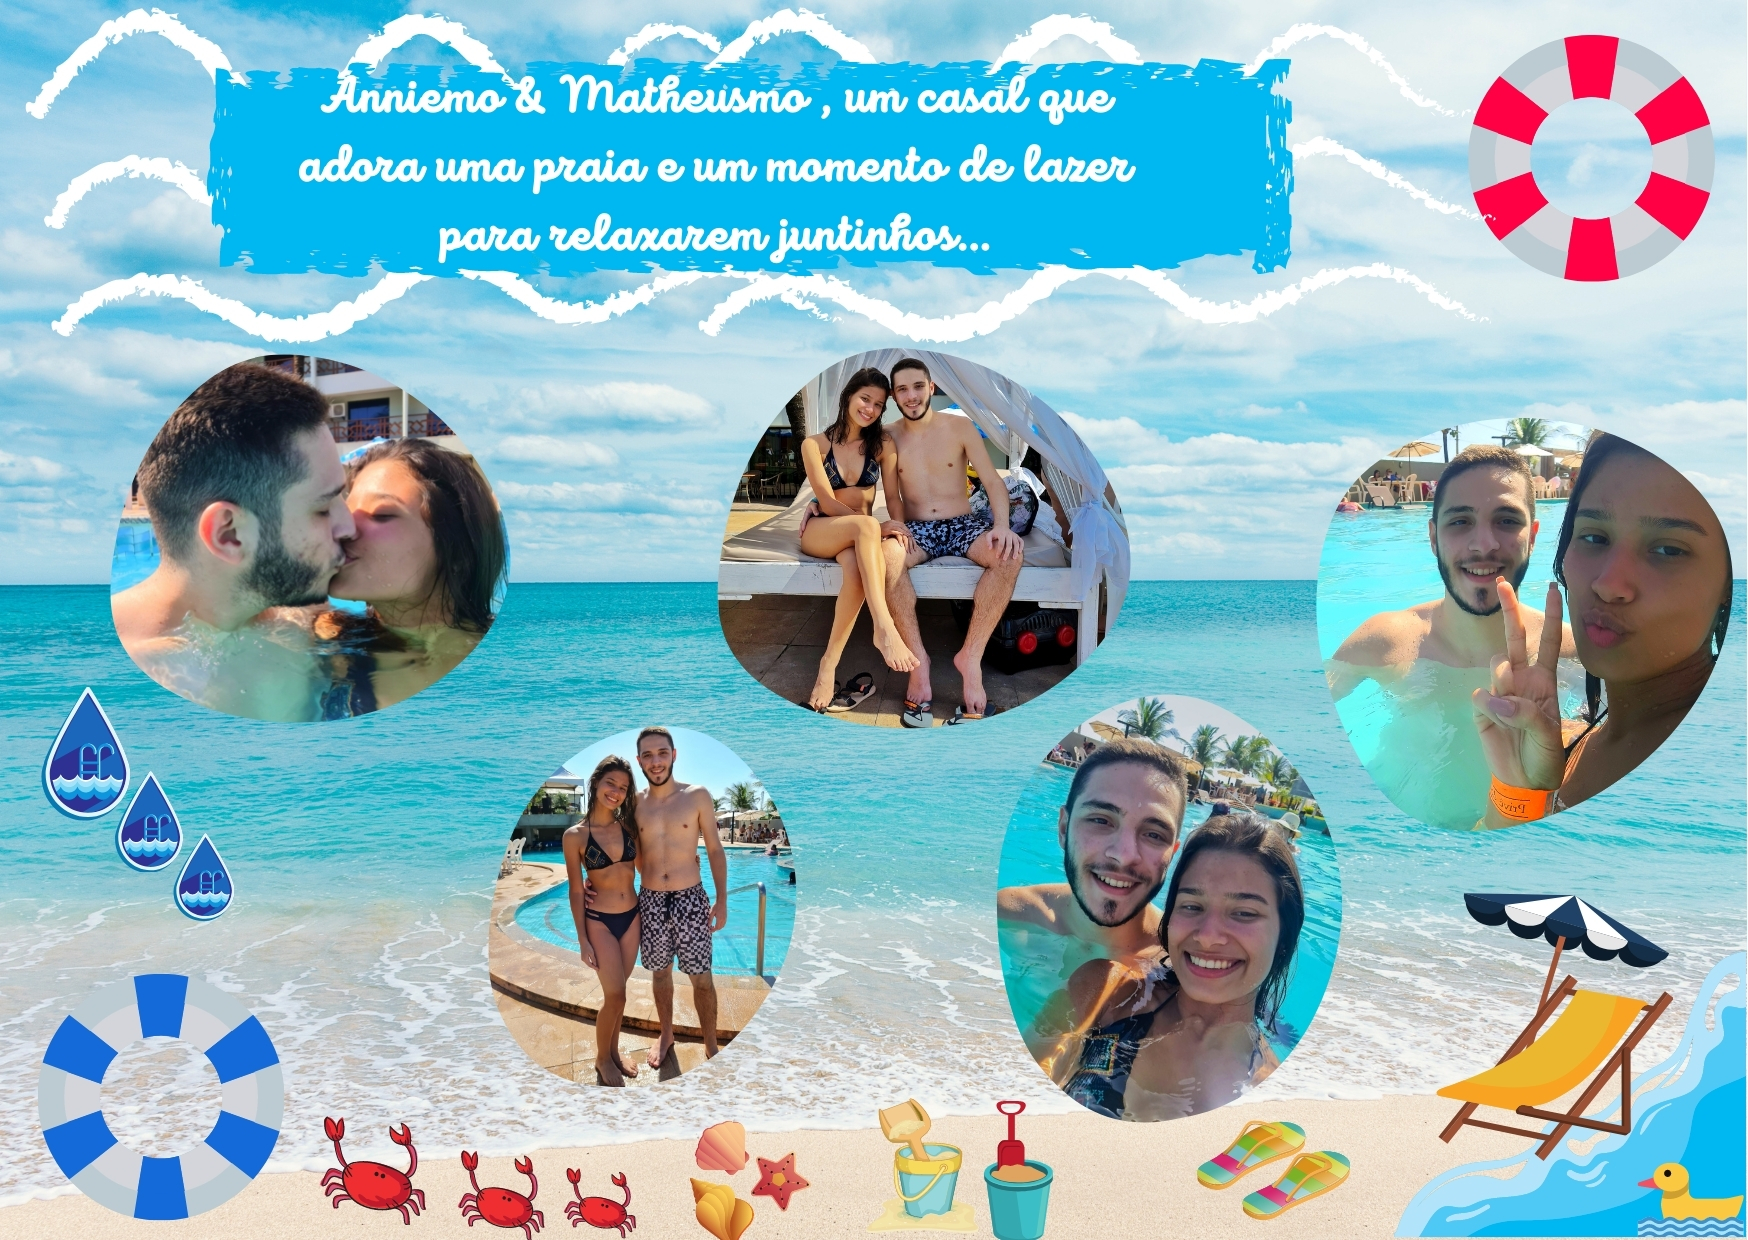 Anniemo & Matheusmo , um casal que
adora uma praia e um momento de lazer
para relaxarem juntinhos...